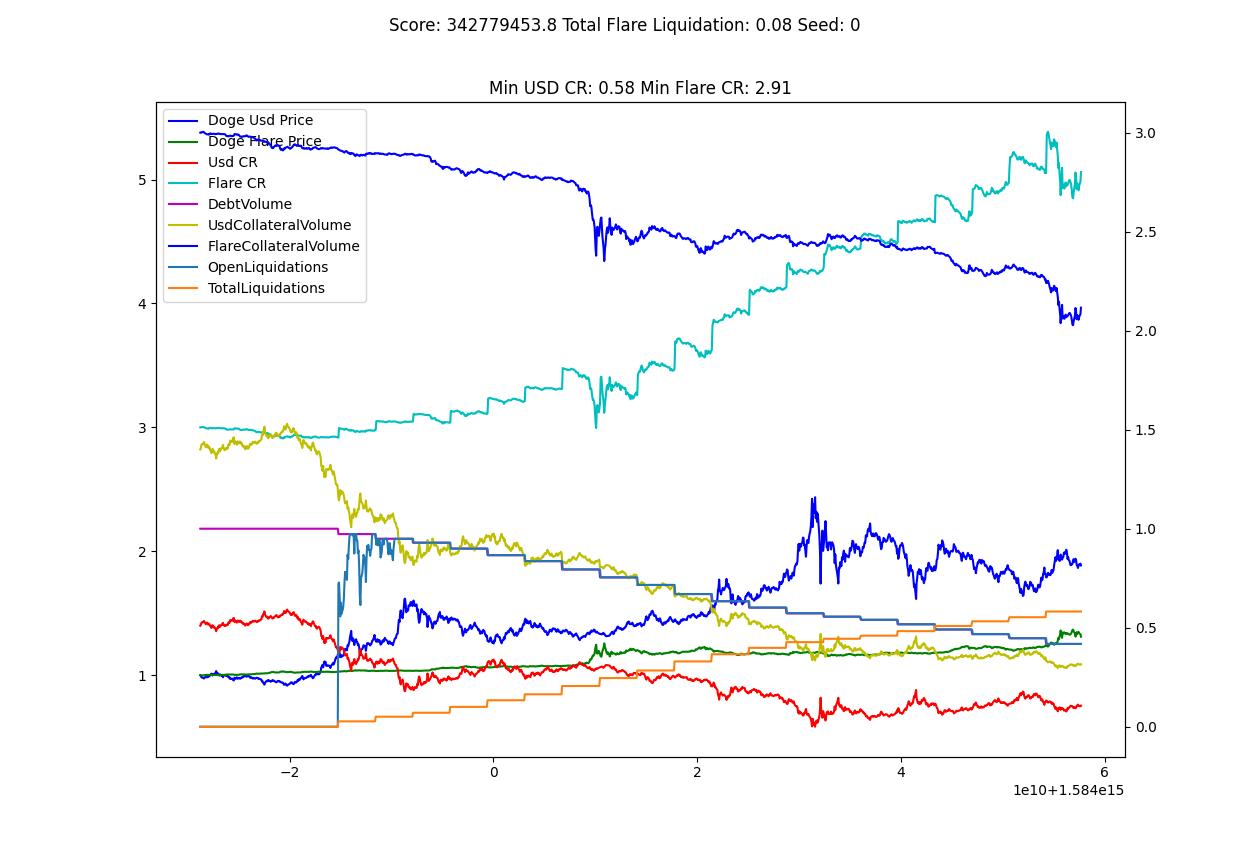 Score: 342779453.8 Total Flare Liquidation: 0.08 Seed: 0
Min USD CR: 0.58 Min Flare CR: 2.91
Doge Usd Price
Doge Flare Price
Usd CR
Flare CR
DebtVolume
UsdCollateralVolume
FlareCollateralVolume
OpenLiquidations
TotalLiquidations
5
4
3
2
1
3.0
2.5
2.0
1.5
1.0
0.5
0.0
−2
0
2
4
6
1e10+1.584e15